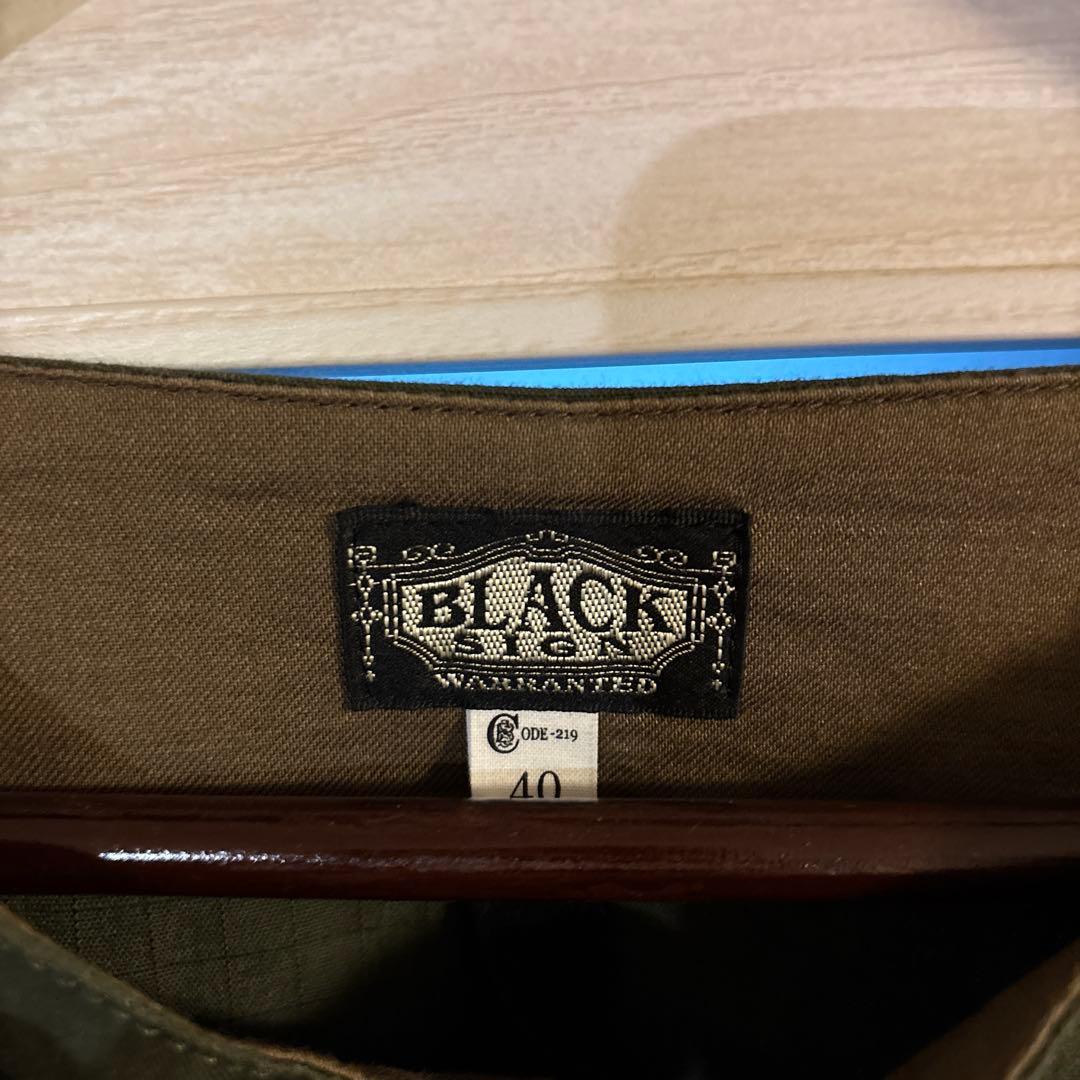 BLACK
SIGN
WARRANTED
CODE-219
40